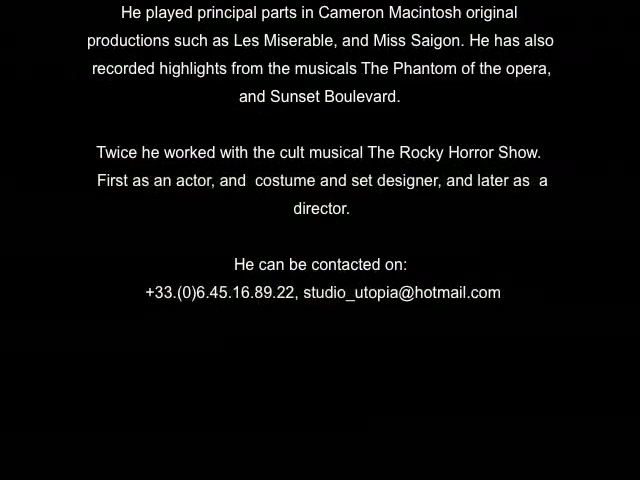 He played principal parts in Cameron Macintosh original
productions such as Les Miserable, and Miss Saigon. He has also
recorded highlights from the musicals The Phantom of the opera,
and Sunset Boulevard.
Twice he worked with the cult musical The Rocky Horror Show.
First as an actor, and  costume and set designer, and later as  a
director.
He can be contacted on:
+33.(0)6.45.16.89.22, studio_utopia@hotmail.com